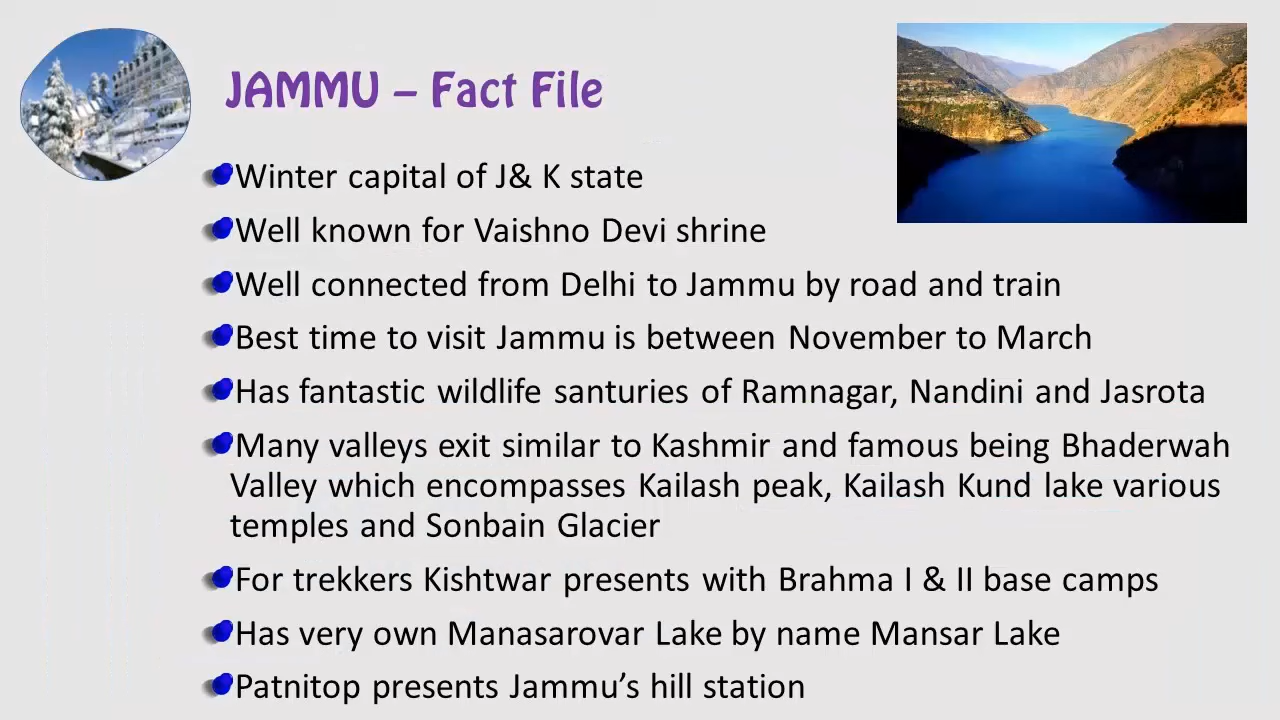 JAMMU – Fact File
Winter capital of J& K state
Well known for Vaishno Devi shrine
Well connected from Delhi to Jammu by road and train
Best time to visit Jammu is between November to March
Has fantastic wildlife santuries of Ramnagar, Nandini and Jasrota
Many valleys exit similar to Kashmir and famous being Bhaderwah
Valley which encompasses Kailash peak, Kailash Kund lake various
temples and Sonbain Glacier
For trekkers Kishtwar presents with Brahma I & II base camps
Has very own Manasarovar Lake by name Mansar Lake
Patnitop presents Jammu’s hill station